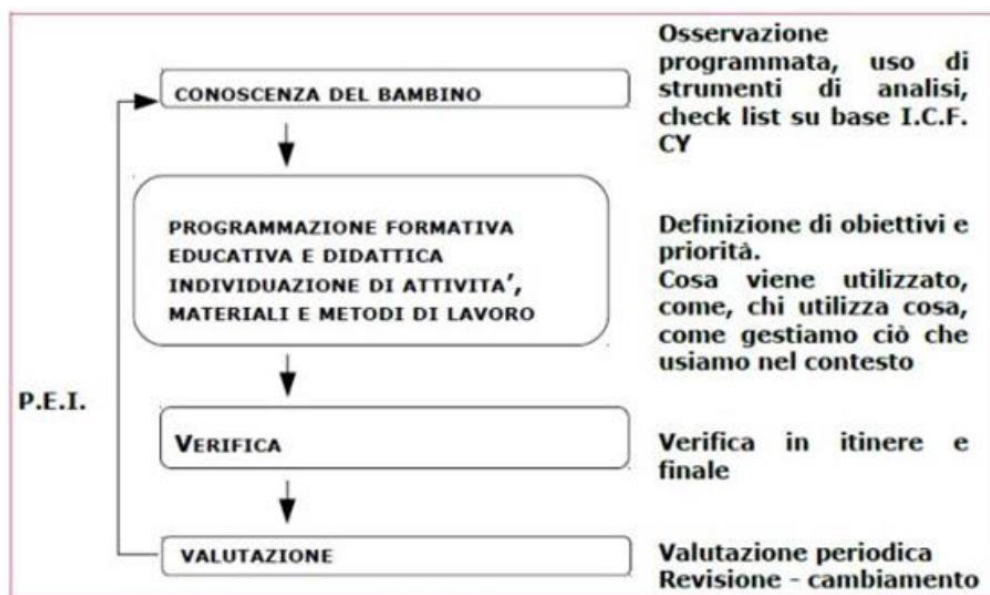 Osservazione
programmata, uso di
strumenti di analisi,
check list su base I.C.F.
CY
CONOSCENZA DEL BAMBINO
PROGRAMMAZIONE FORMATIVA
EDUCATIVA E DIDATTICA
INDIVIDUAZIONE DI ATTIVITA',
MATERIALI E METODI DI LAVORO
Definizione di obiettivi e
priorità.
Cosa viene utilizzato,
come, chi utilizza cosa,
come gestiamo ciò che
usiamo nel contesto
P.E.I.
VERIFICA
Verifica in itinere e
finale
VALUTAZIONE
Valutazione periodica
Revisione - cambiamento